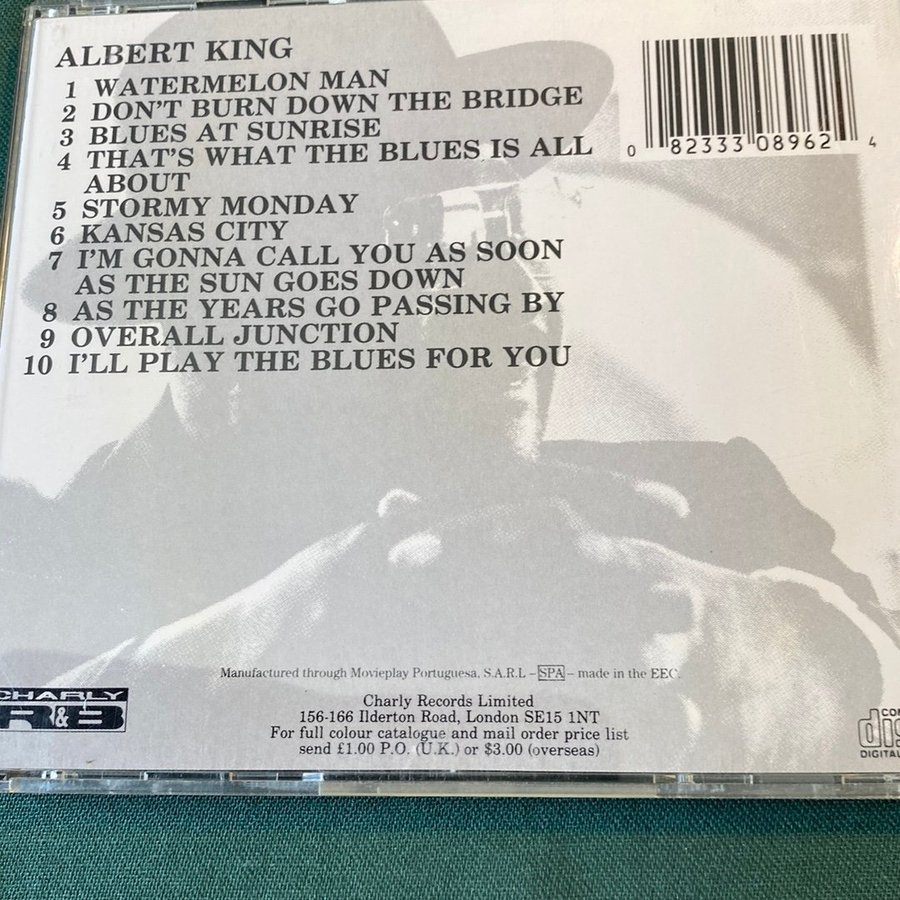 ALBERT KING
1 WATERMELON MAN
2 DON'T BURN DOWN THE BRIDGE
3 BLUES AT SUNRISE
4 THAT'S WHAT THE BLUES IS ALL
ABOUT
5 STORMY MONDAY
6 KANSAS CITY
7 I'M GONNA CALL YOU AS SOON
AS THE SUN GOES DOWN
8 AS THE YEARS GO PASSING BY
9 OVERALL JUNCTION
10 I'LL PLAY THE BLUES FOR YOU
0 82333 08962 4
Manufactured through Movieplay Portuguesa, S.A.R.L – SPA – made in the EEC.
CHARLY
R&B
Charly Records Limited
156-166 Ilderton Road, London SE15 1NT
For full colour catalogue and mail order price list
send £1.00 P.O. (U.K.) or $3.00 (overseas)